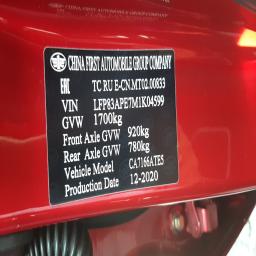 CHINA FIRST AUTOMOBILE GROUP COMPANY
EAC TC RU E-CN.MT02.00833
VIN LFP83APE7M1K04599
GVW 1700kg
Front Axle GVW 920kg
Rear Axle GVW 780kg
Vehicle Model CA7166ATE5
Production Date 12-2020